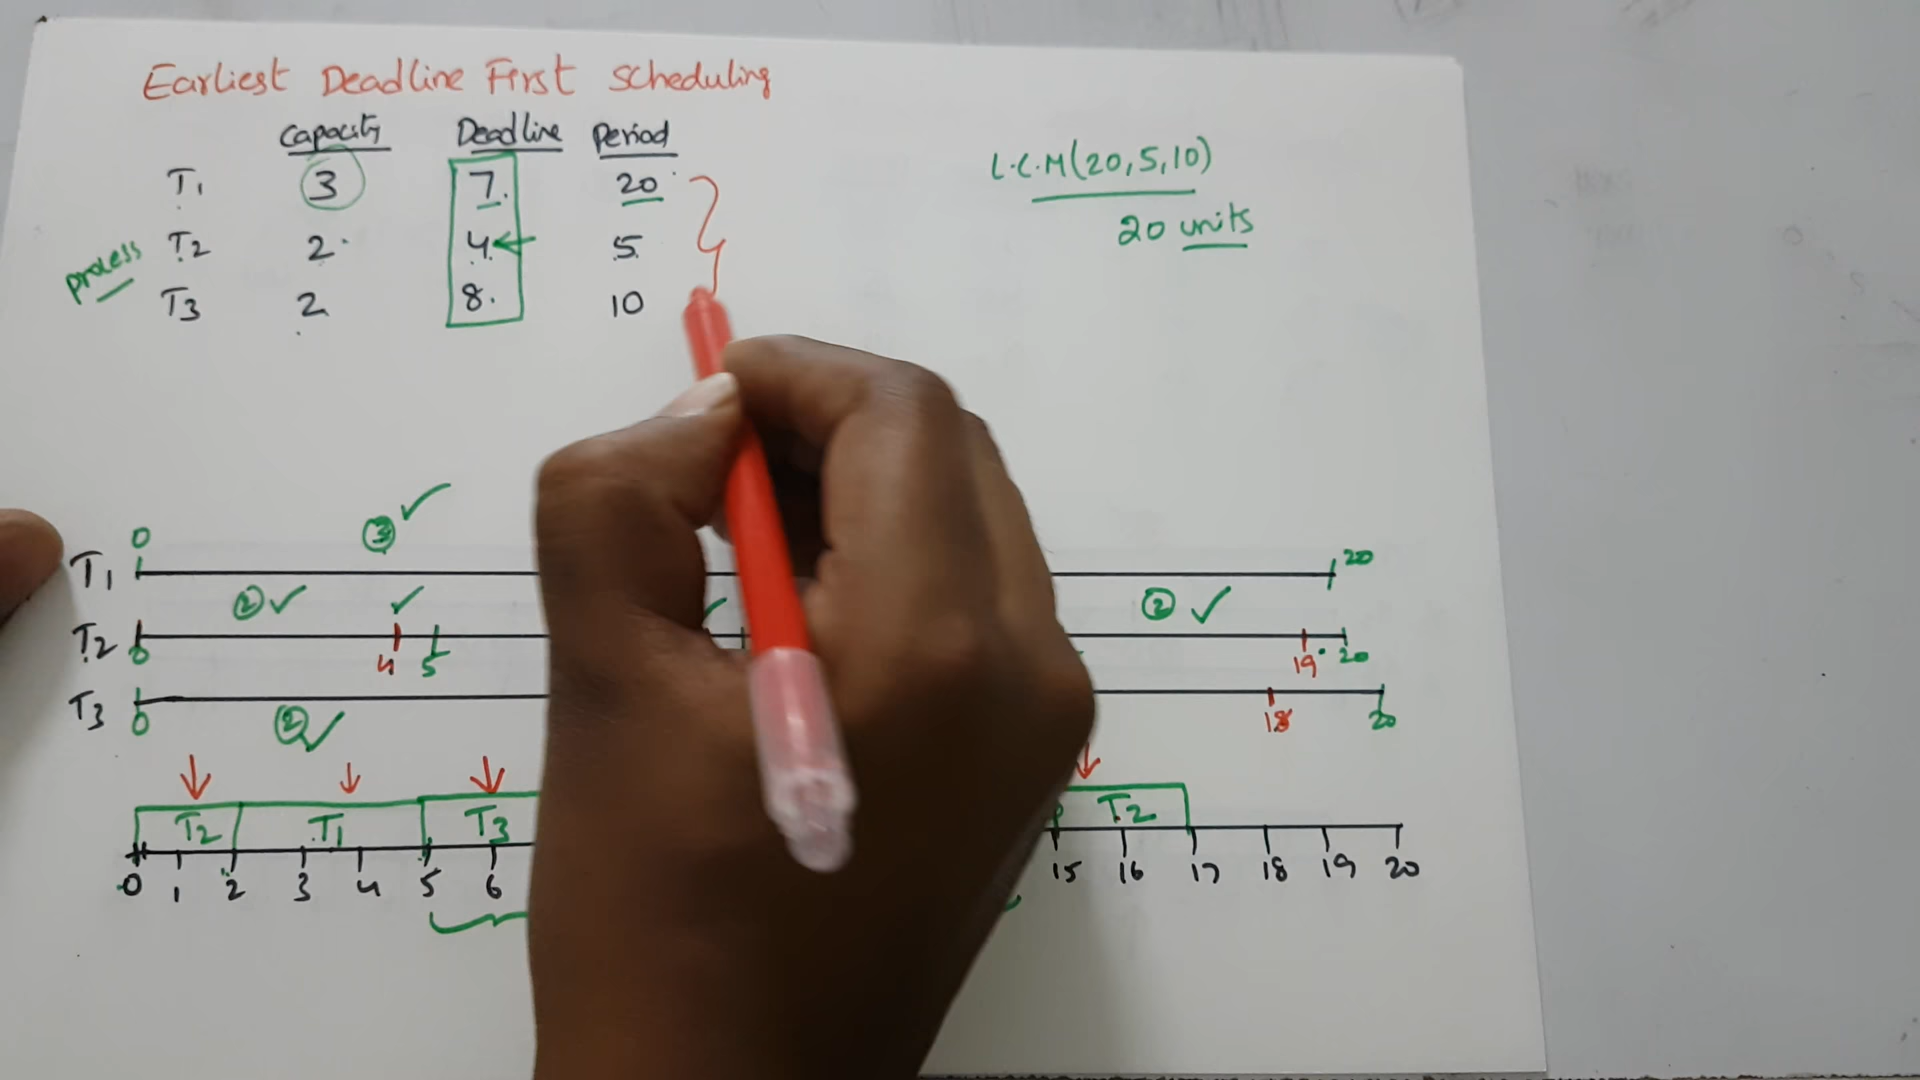 Earliest Deadline First Scheduling
Capacity Deadline Period
T1 3 7. 20
T2 2 4 5
T3 2 8. 10
process
L.C.M(20,5,10)
20 units
0 3 20
T1
2 2
T2 0 4 5 19 20
T3 0 2 18 20
T2 T1 T3 T2
0 1 2 3 4 5 6 15 16 17 18 19 20